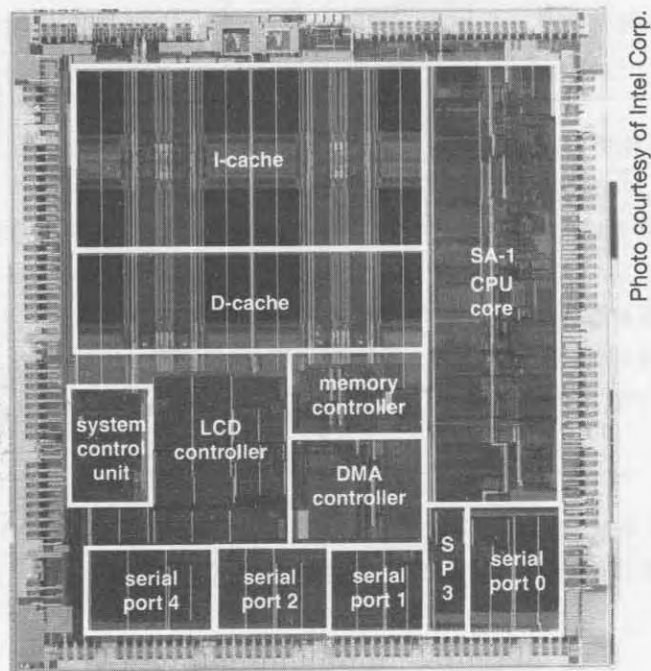 I-cache
D-cache
SA-1
CPU
core
memory
controller
system
control
unit
LCD
controller
DMA
controller
serial
port 4
serial
port 2
serial
port 1
S
P
3
serial
port 0
Photo courtesy of Intel Corp.